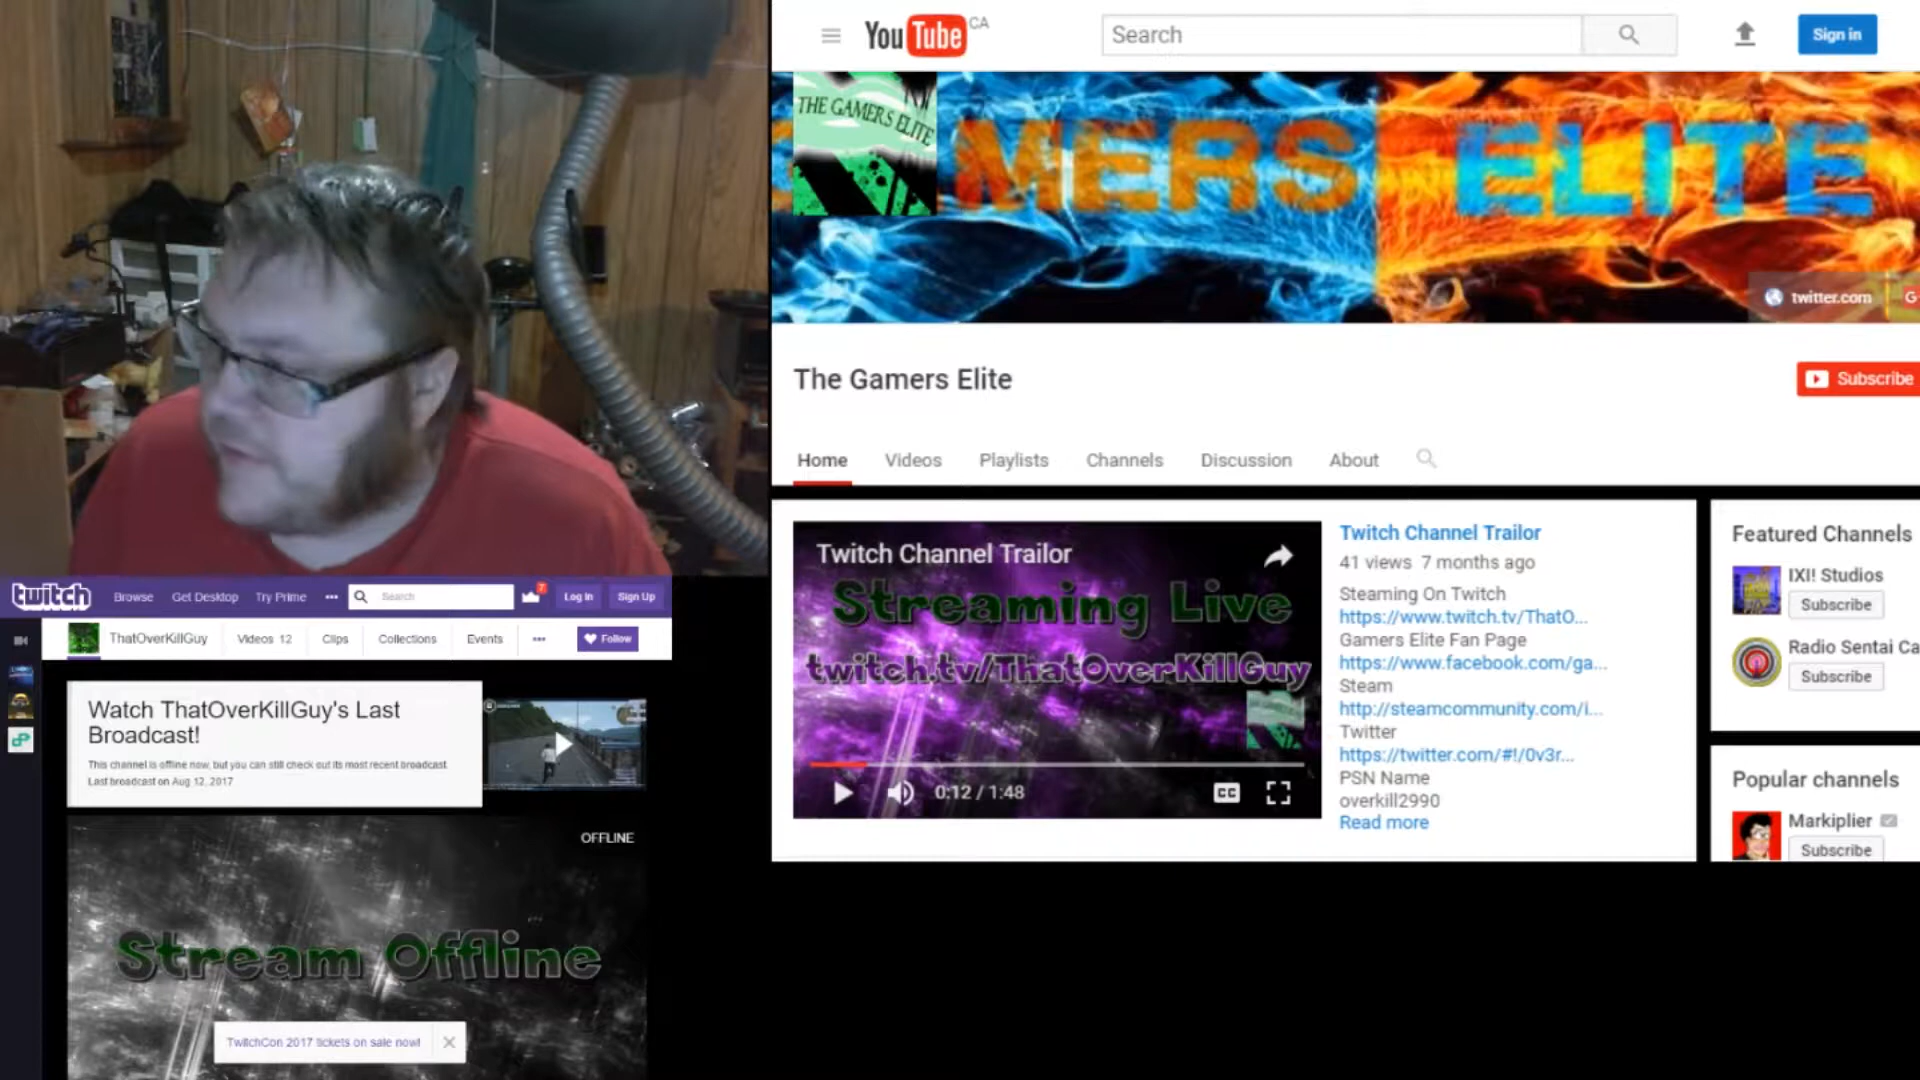 YouTube CA
Search
Sign in
THE GAMERS ELITE
MERS ELITE
twitter.com
G
The Gamers Elite
Subscribe
Home
Videos
Playlists
Channels
Discussion
About
Twitch Channel Trailor
Streaming Live
twitch.tv/ThatOverKillGuy
0:12 / 1:48
CC
Twitch Channel Trailor
41 views 7 months ago
Steaming On Twitch
https://www.twitch.tv/ThatO...
Gamers Elite Fan Page
https://www.facebook.com/ga...
Steam
http://steamcommunity.com/i...
Twitter
https://twitter.com/#!/0v3r...
PSN Name
overkill2990
Read more
Featured Channels
IXI! Studios
Subscribe
Radio Sentai Ca
Subscribe
Popular channels
Markiplier
Subscribe
twitch
Browse
Get Desktop
Try Prime
Search
7
Log In
Sign Up
ThatOverKillGuy
Videos 12
Clips
Collections
Events
Follow
Watch ThatOverKillGuy's Last
Broadcast!
This channel is offline now, but you can still check out its most recent broadcast.
Last broadcast on Aug 12, 2017
OFFLINE
Stream Offline
TwitchCon 2017 tickets on sale now!